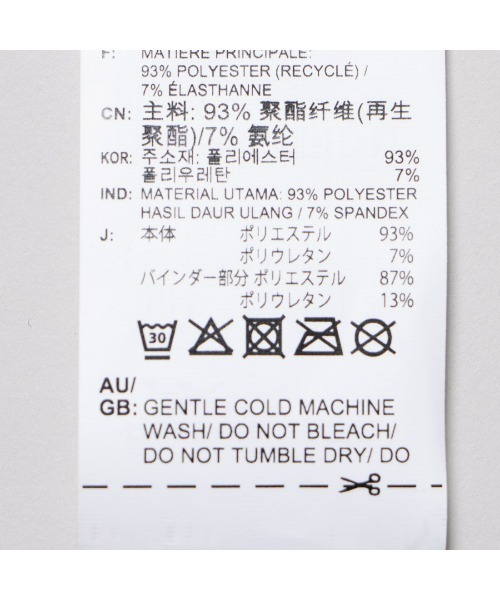 F: MATIÈRE PRINCIPALE:
93% POLYESTER (RECYCLÉ) /
7% ÉLASTHANNE
CN: 主料: 93% 聚酯纤维(再生
聚酯)/7% 氨纶
KOR: 주소재: 폴리에스터 93%
폴리우레탄 7%
IND: MATERIAL UTAMA: 93% POLYESTER
HASIL DAUR ULANG / 7% SPANDEX
J: 本体 ポリエステル 93%
ポリウレタン 7%
バインダー部分 ポリエステル 87%
ポリウレタン 13%
30
AU/
GB: GENTLE COLD MACHINE
WASH/ DO NOT BLEACH/
DO NOT TUMBLE DRY/ DO